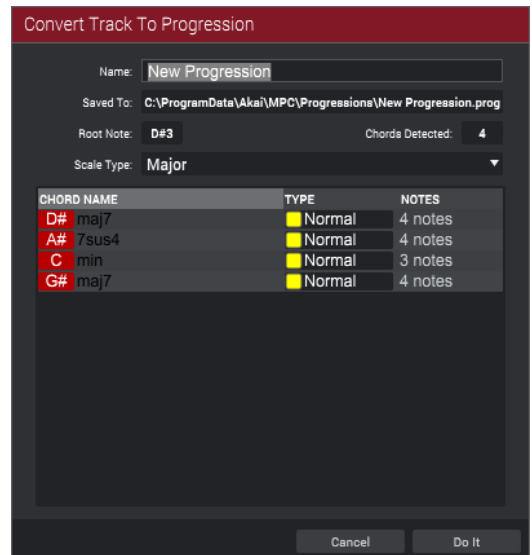 Convert Track To Progression
Name: New Progression
Saved To: C:\ProgramData\Akai\MPC\Progressions\New Progression.prog
Root Note: D#3 Chords Detected: 4
Scale Type: Major
CHORD NAME TYPE NOTES
D# maj7 Normal 4 notes
A# 7sus4 Normal 4 notes
C min Normal 3 notes
G# maj7 Normal 4 notes
Cancel Do It